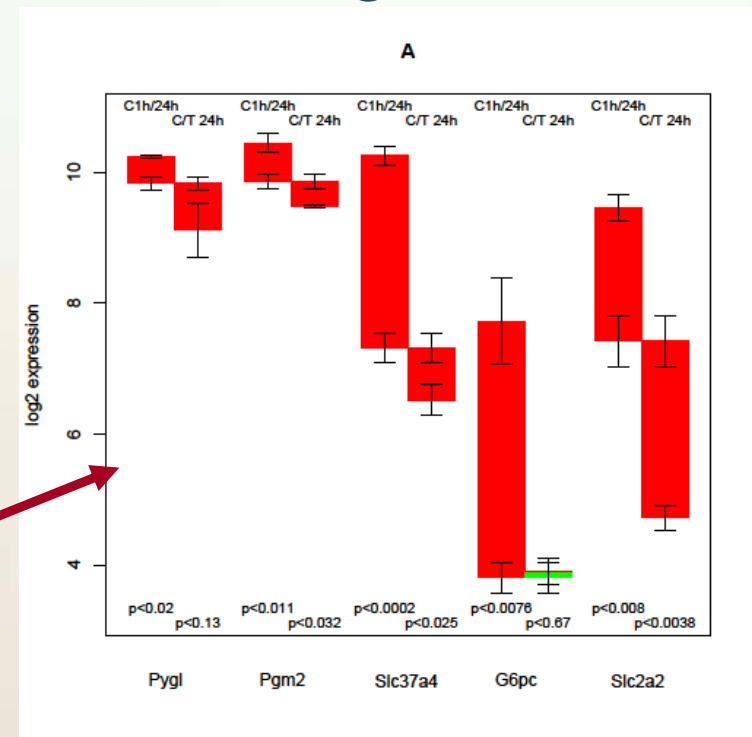 A
C1h/24h C1h/24h C1h/24h C1h/24h C1h/24h
C/T 24h C/T 24h C/T 24h C/T 24h C/T 24h
10
8
6
4
log2 expression
p<0.02 p<0.011 p<0.0002 p<0.0076 p<0.008
p<0.13 p<0.032 p<0.025 p<0.67 p<0.0038
Pygl Pgm2 Slc37a4 G6pc Slc2a2